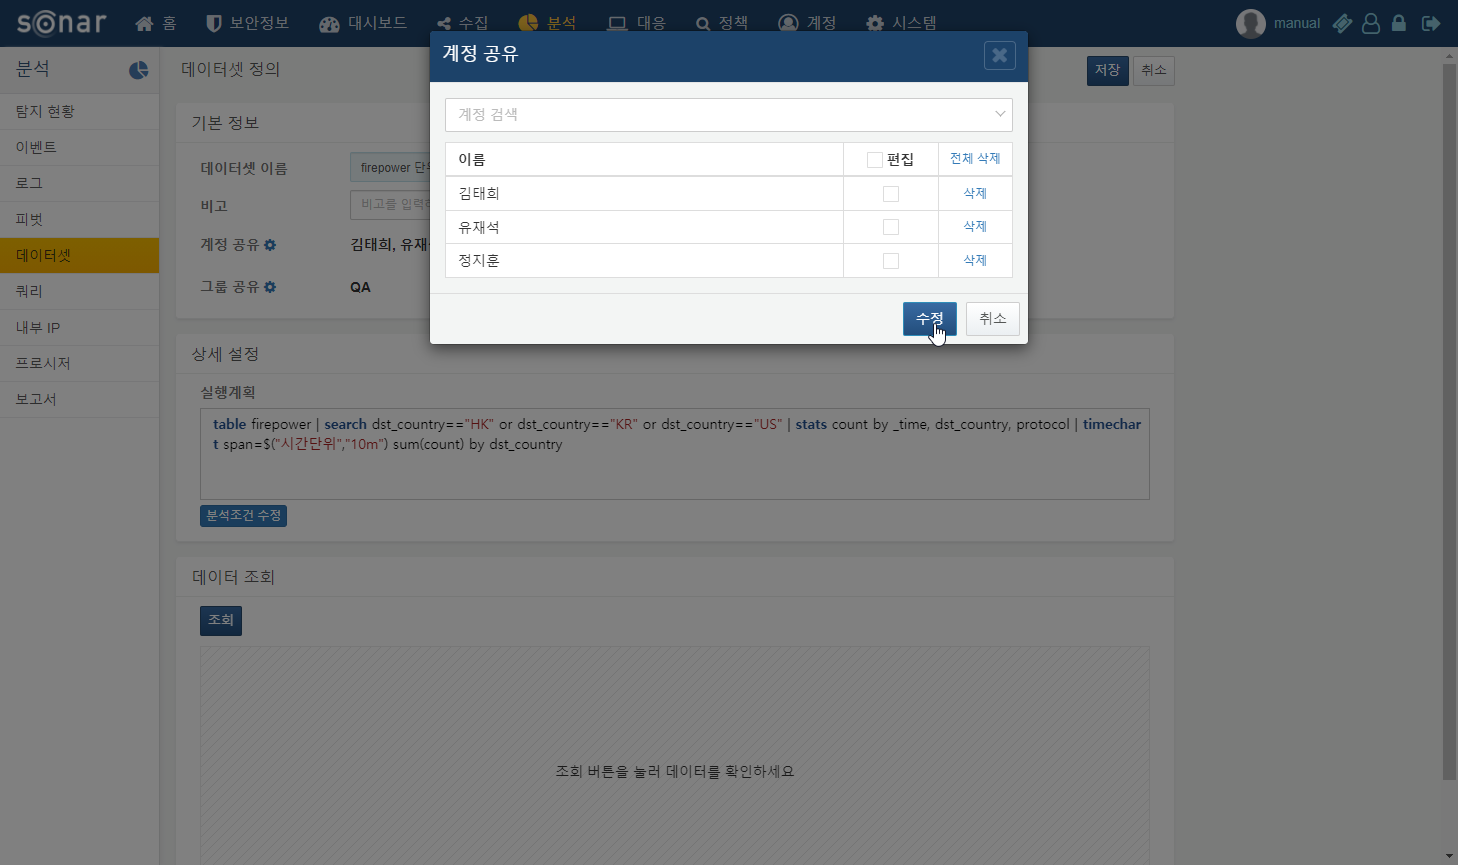 sonar 홈 보안정보 대시보드 수집 분석 대응 정책 계정 시스템 manual
분석
탐지 현황
이벤트
로그
피벗
데이터셋
쿼리
내부 IP
프로시저
보고서
데이터셋 정의 저장 취소
기본 정보
데이터셋 이름 firepower
비고 비고를
계정 공유 김태희,
그룹 공유 QA
계정 공유
계정 검색
이름 편집 전체 삭제
김태희 삭제
유재석 삭제
정지훈 삭제
수정 취소
상세 설정
실행계획
table firepower | search dst_country=="HK" or dst_country=="KR" or dst_country=="US" | stats count by _time, dst_country, protocol | timechar
t span=$("시간단위","10m") sum(count) by dst_country
분석조건 수정
데이터 조회
조회
조회 버튼을 눌러 데이터를 확인하세요